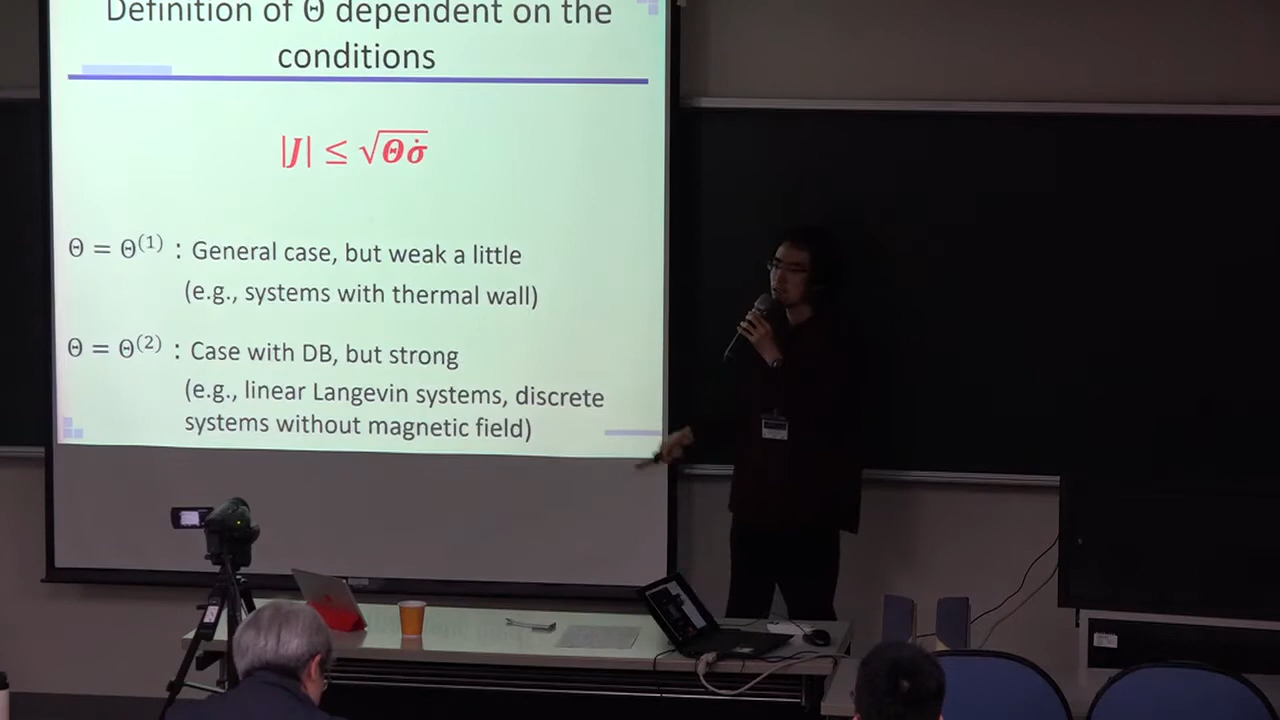 Definition of Θ dependent on the
conditions
|J| ≤ √Θσ̇
Θ = Θ⁽¹⁾ : General case, but weak a little
(e.g., systems with thermal wall)
Θ = Θ⁽²⁾ : Case with DB, but strong
(e.g., linear Langevin systems, discrete
systems without magnetic field)